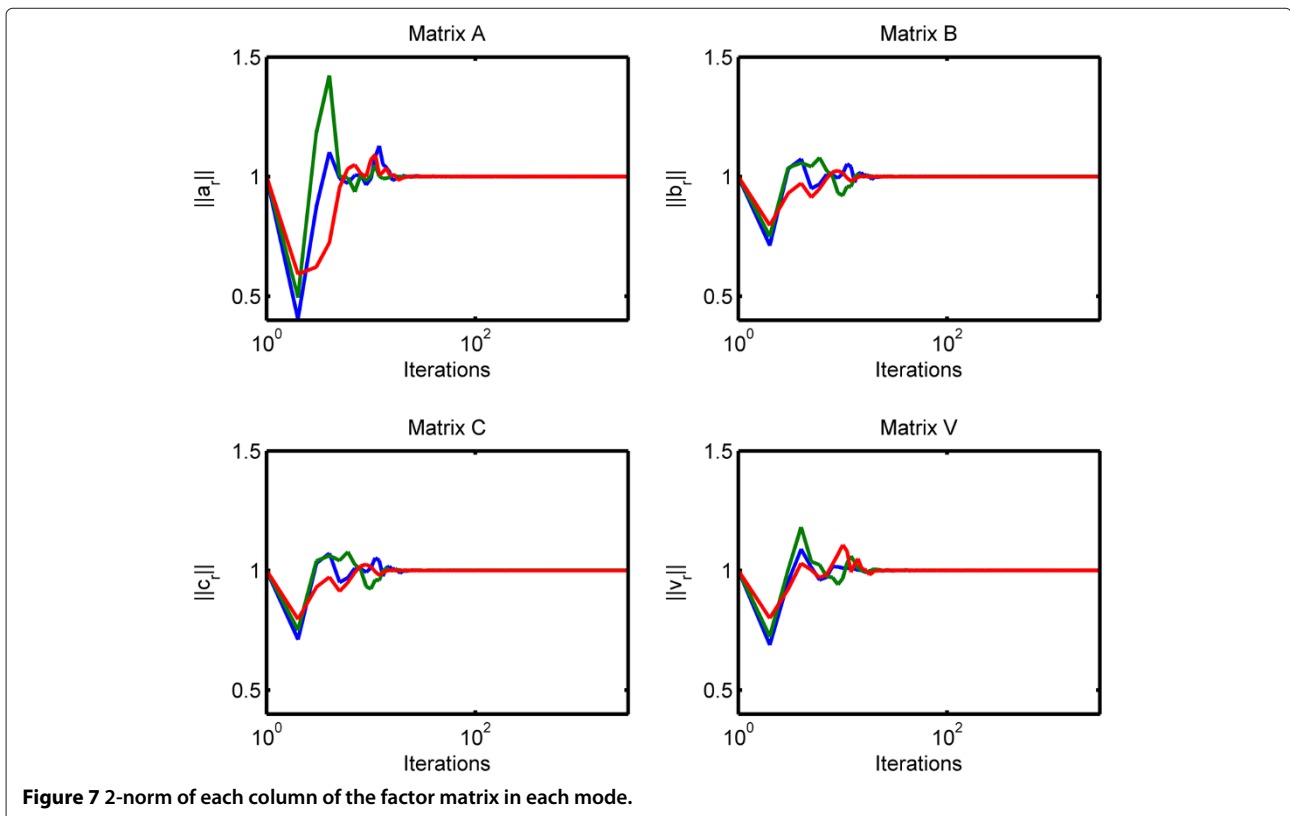 Matrix A
1.5
1
0.5
||a_r||
10^0
10^2
Iterations
Matrix B
1.5
1
0.5
||b_r||
10^0
10^2
Iterations
Matrix C
1.5
1
0.5
||c_r||
10^0
10^2
Iterations
Matrix V
1.5
1
0.5
||v_r||
10^0
10^2
Iterations
Figure 7 2-norm of each column of the factor matrix in each mode.